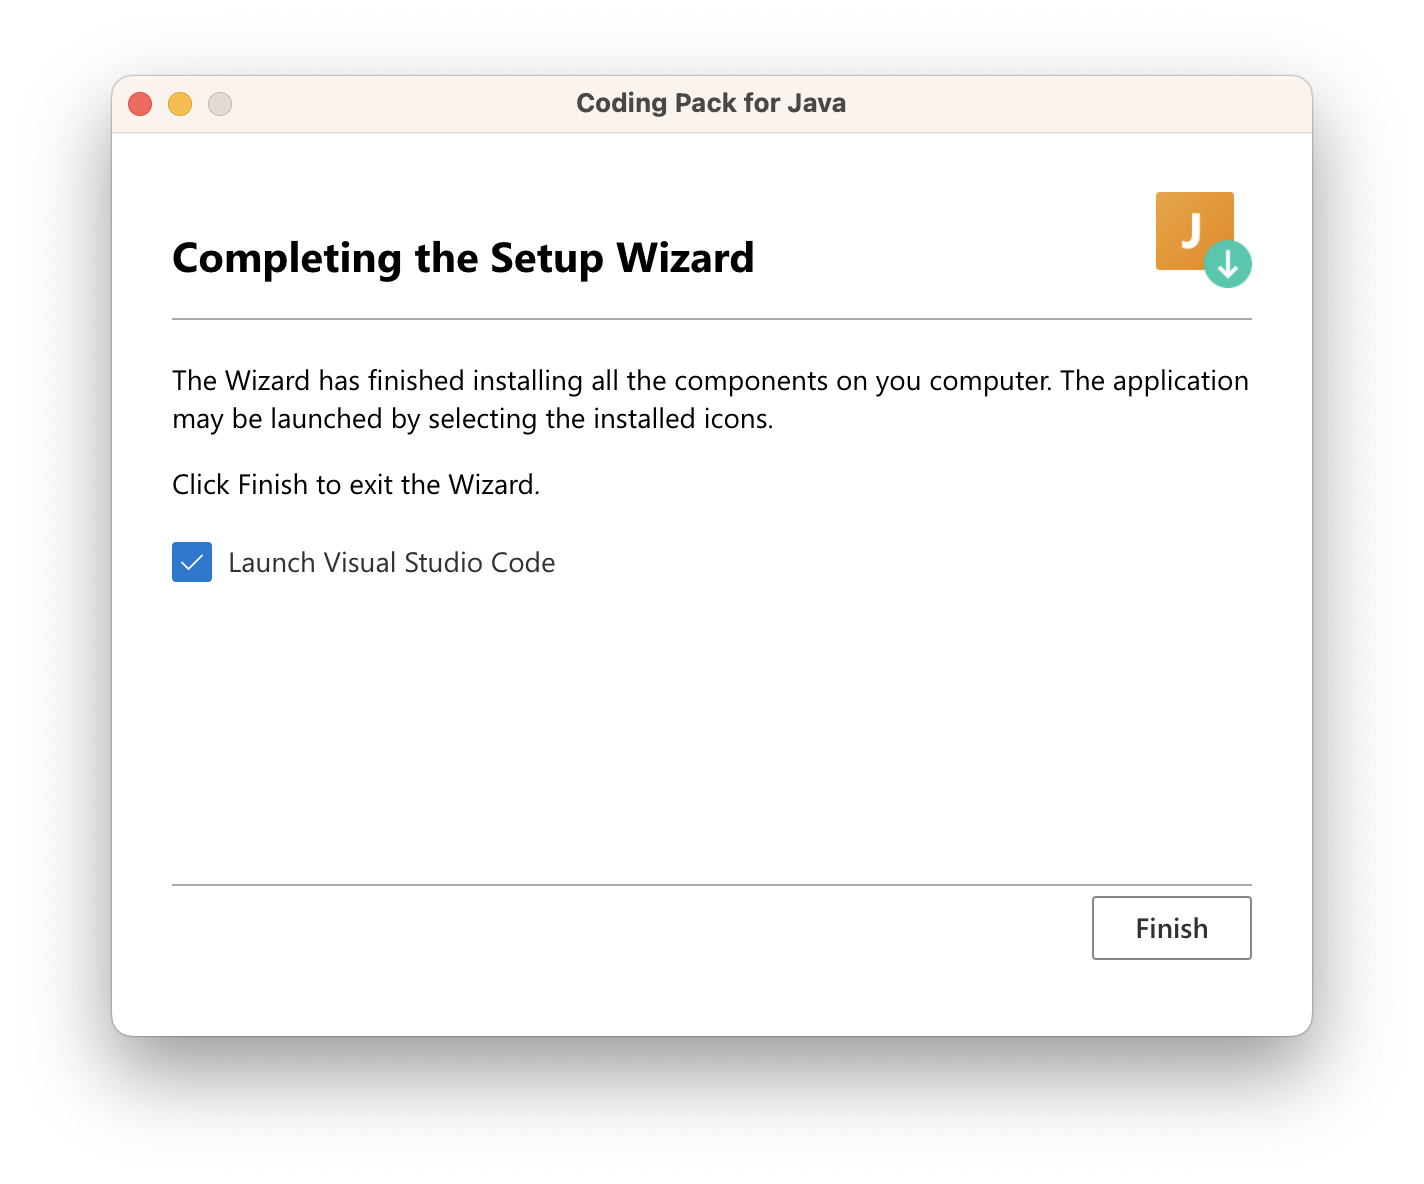 Coding Pack for Java
J
Completing the Setup Wizard
The Wizard has finished installing all the components on you computer. The application
may be launched by selecting the installed icons.
Click Finish to exit the Wizard.
Launch Visual Studio Code
Finish